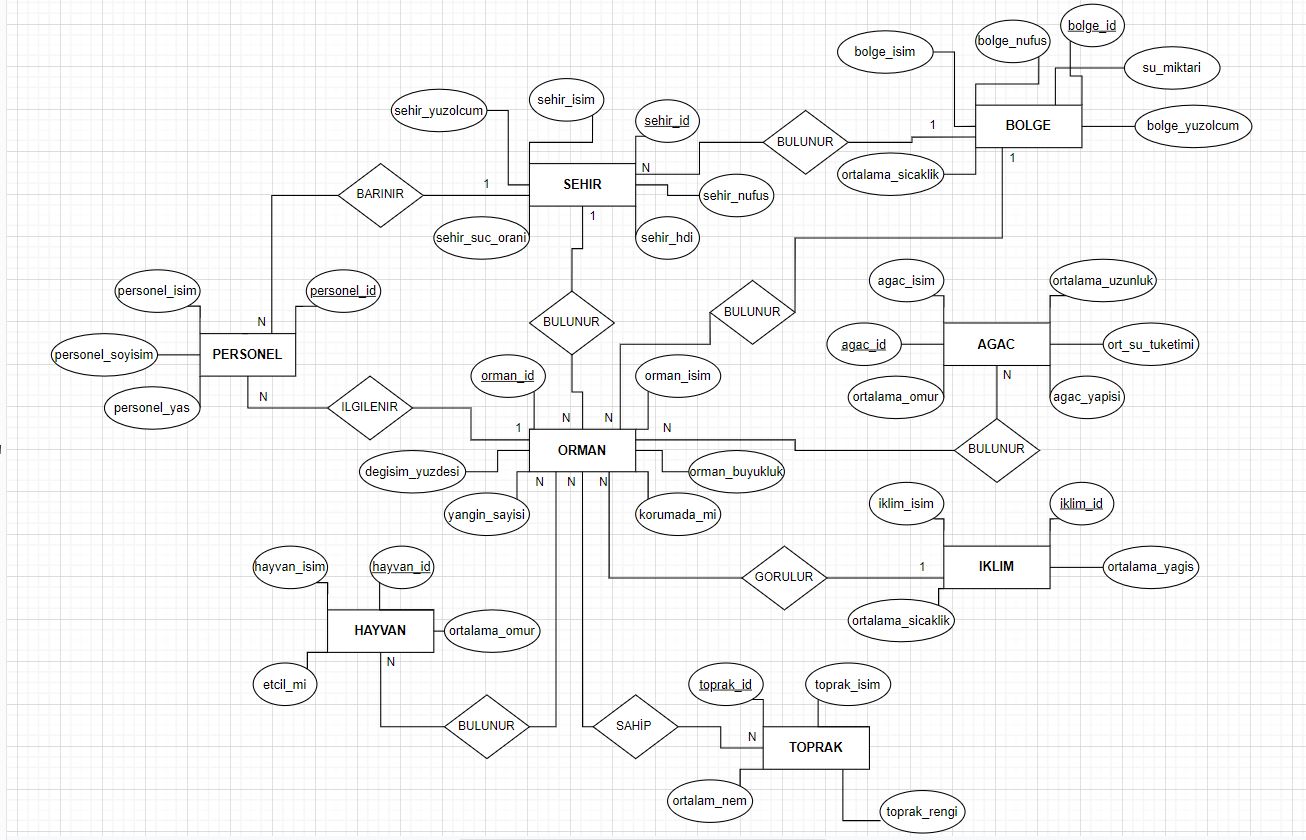 bolge_id
bolge_nufus
bolge_isim
su_miktari
sehir_isim
sehir_yuzolcum
sehir_id
1
BOLGE
bolge_yuzolcum
BULUNUR
1
N
ortalama_sicaklik
BARINIR
1
SEHIR
sehir_nufus
1
sehir_suc_orani
sehir_hdi
personel_isim
personel_id
agac_isim
ortalama_uzunluk
N
BULUNUR
BULUNUR
personel_soyisim
PERSONEL
agac_id
AGAC
ort_su_tuketimi
orman_id
orman_isim
N
N
personel_yas
ILGILENIR
ortalama_omur
agac_yapisi
N
N
1
N
ORMAN
BULUNUR
degisim_yuzdesi
orman_buyukluk
N
N
N
yangin_sayisi
korumada_mi
iklim_isim
iklim_id
hayvan_isim
hayvan_id
GORULUR
1
IKLIM
ortalama_yagis
HAYVAN
ortalama_omur
ortalama_sicaklik
N
etcil_mi
toprak_id
toprak_isim
BULUNUR
SAHİP
N
TOPRAK
ortalam_nem
toprak_rengi